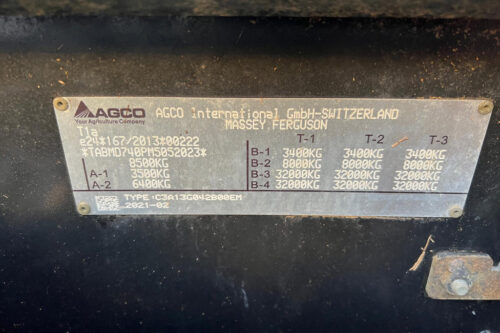 AGCO
Your Agriculture Company
AGCO International GmbH-SWITZERLAND
MASSEY FERGUSON
T1a
e24*167/2013*00222
*TABMD740PMS052023*
8500KG
A-1 3500KG
A-2 6400KG
T-1 T-2 T-3
B-1 3400KG 3400KG 3400KG
B-2 8000KG 8000KG 8000KG
B-3 32000KG 32000KG 32000KG
B-4 32000KG 32000KG 32000KG
TYPE :C3A13G042B00EM
2021-02